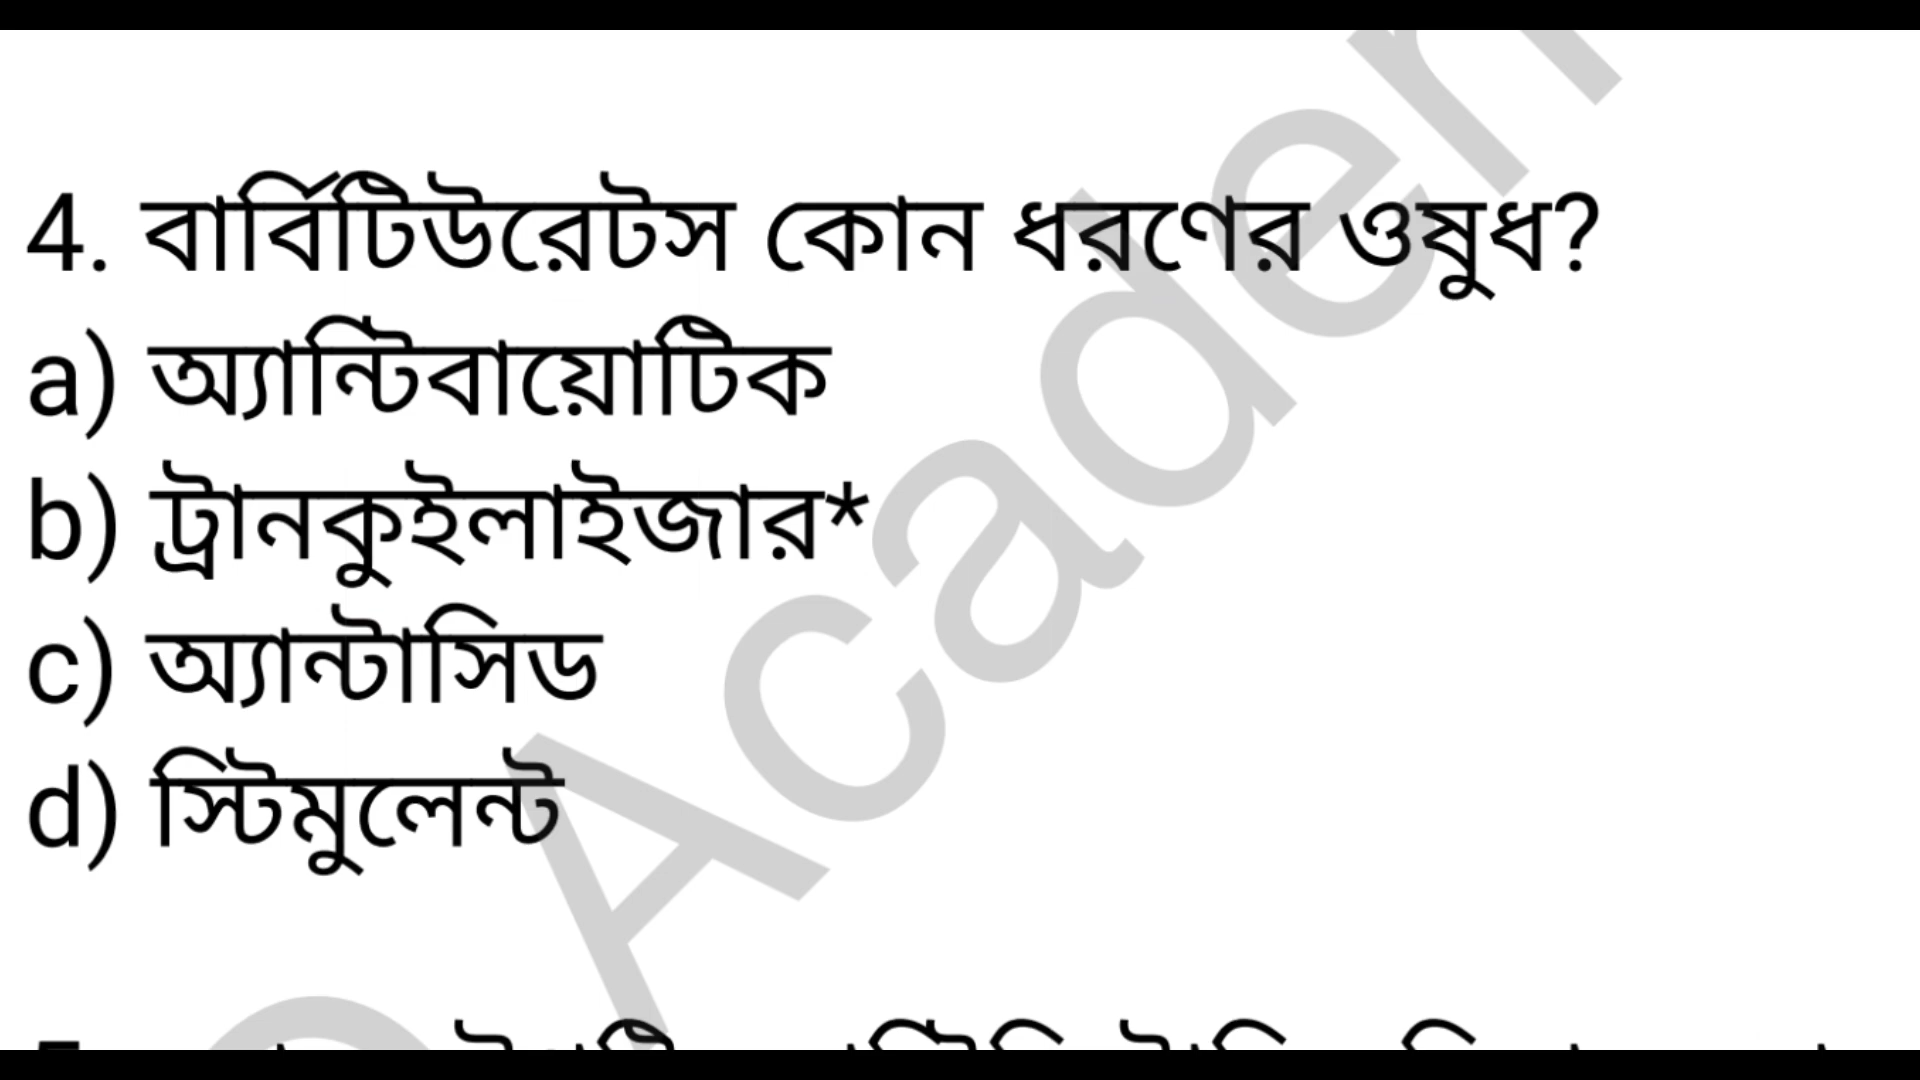 4. বার্বিটিউরেটস কোন ধরণের ওষুধ?
a) অ্যান্টিবায়োটিক
b) ট্রানকুইলাইজার*
c) অ্যান্টাসিড
d) স্টিমুলেন্ট